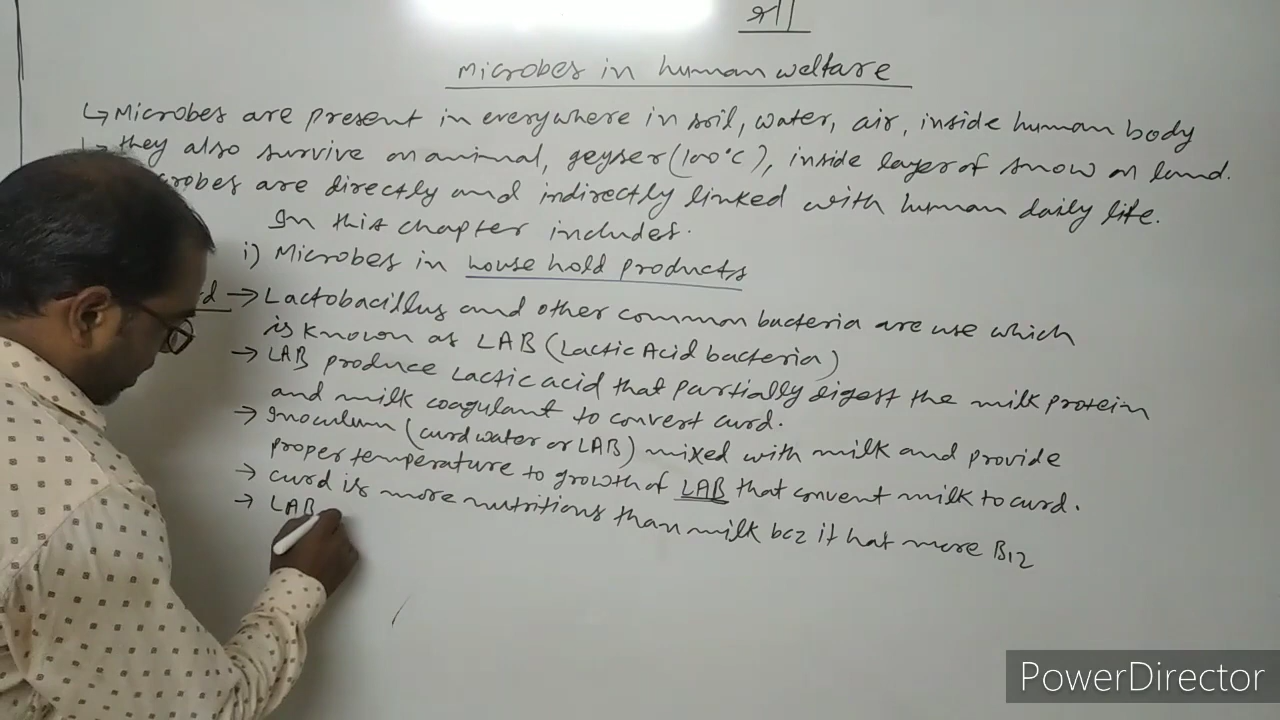 श्री
Microbes in human welfare
↳ Microbes are present in everywhere in soil, water, air, inside human body
↳ they also survive on animal, geyser (100°C), inside layer of snow on land.
are directly and indirectly linked with human daily life.
In this chapter includes.
i) Microbes in house hold products
→ Lactobacillus and other common bacteria are use which
is known as LAB (Lactic Acid bacteria)
→ LAB produce Lactic acid that partially digest the milk protein
and milk coagulant to convert curd.
→ Inoculum (curd water or LAB) mixed with milk and provide
proper temperature to growth of LAB that convent milk to curd.
→ curd is more nutritions than milk bcz it hat more B12
→ LAB
PowerDirector